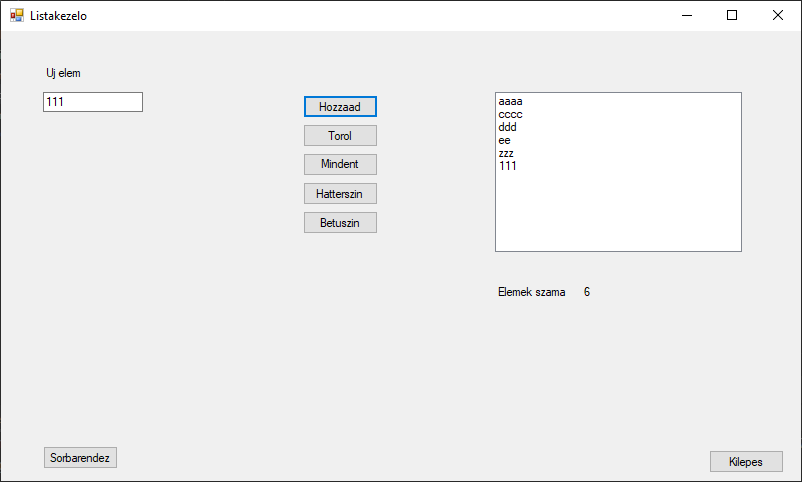 Listakezelo
Uj elem
111
Hozzaad
Torol
Mindent
Hatterszin
Betuszin
aaaa
cccc
ddd
ee
zzz
111
Elemek szama 6
Sorbarendez
Kilepes